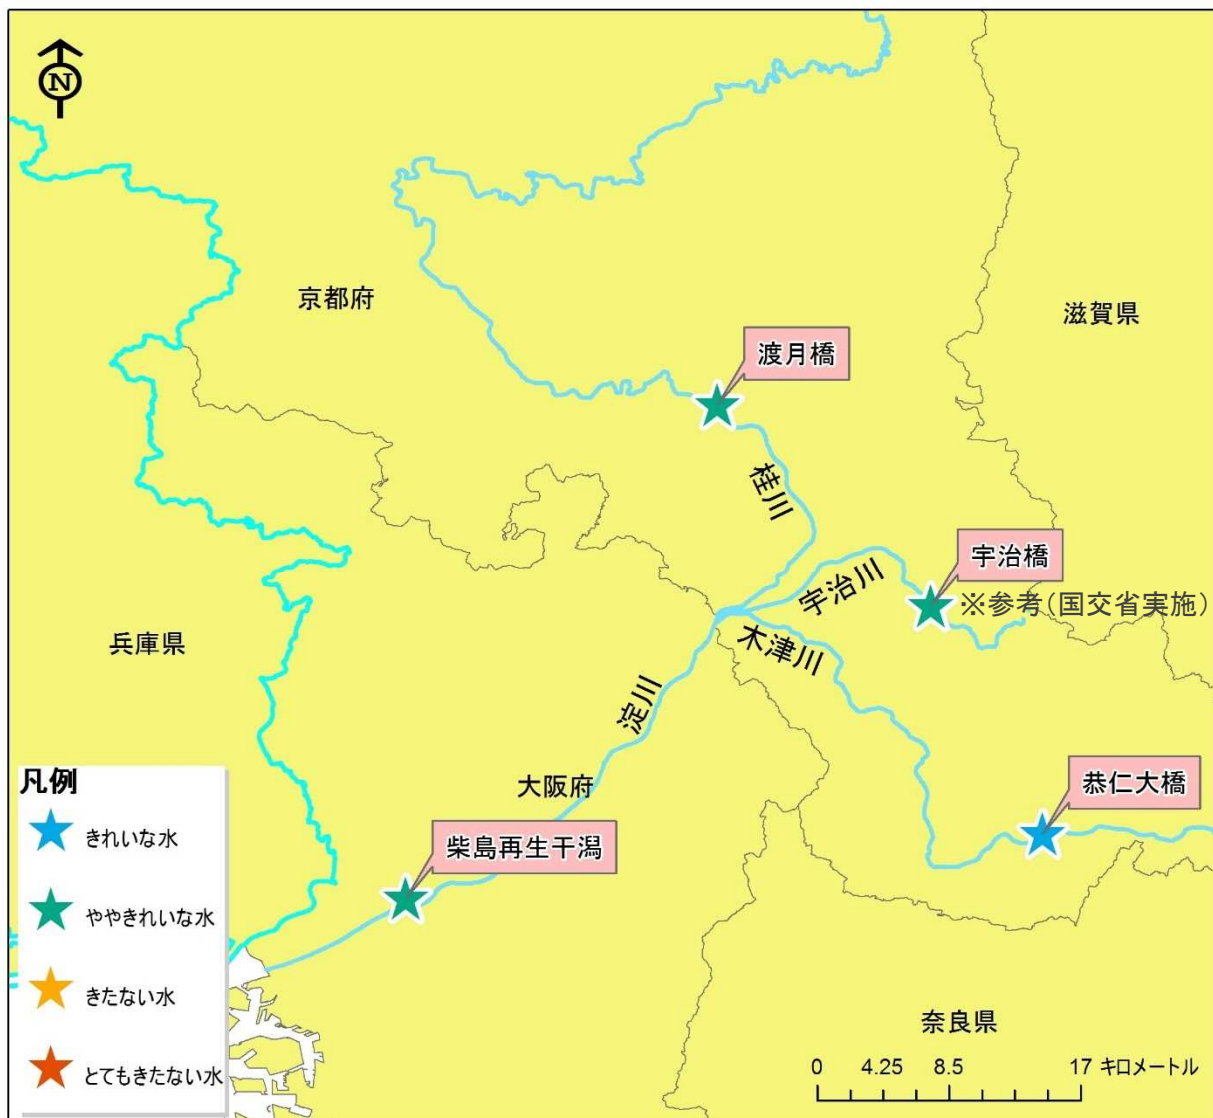 N
京都府
滋賀県
渡月橋
桂川
宇治橋
※参考(国交省実施)
宇治川
木津川
兵庫県
淀川
大阪府
恭仁大橋
柴島再生干潟
凡例
きれいな水
ややきれいな水
きたない水
とてもきたない水
奈良県
0 4.25 8.5 17 キロメートル